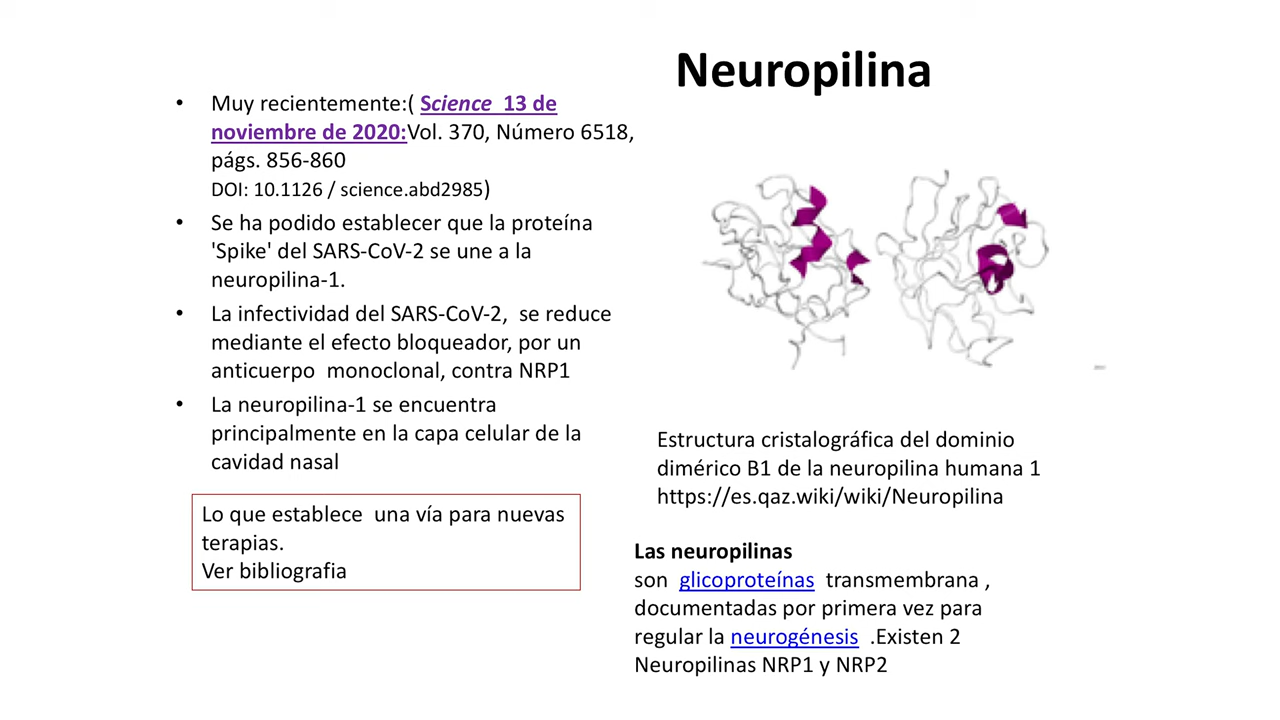 Neuropilina
• Muy recientemente:( Science 13 de
noviembre de 2020:Vol. 370, Número 6518,
págs. 856-860
DOI: 10.1126 / science.abd2985)
• Se ha podido establecer que la proteína
'Spike' del SARS-CoV-2 se une a la
neuropilina-1.
• La infectividad del SARS-CoV-2, se reduce
mediante el efecto bloqueador, por un
anticuerpo monoclonal, contra NRP1
• La neuropilina-1 se encuentra
principalmente en la capa celular de la
cavidad nasal
Lo que establece una vía para nuevas
terapias.
Ver bibliografia
Estructura cristalográfica del dominio
dimérico B1 de la neuropilina humana 1
https://es.qaz.wiki/wiki/Neuropilina
Las neuropilinas
son glicoproteínas transmembrana ,
documentadas por primera vez para
regular la neurogénesis .Existen 2
Neuropilinas NRP1 y NRP2